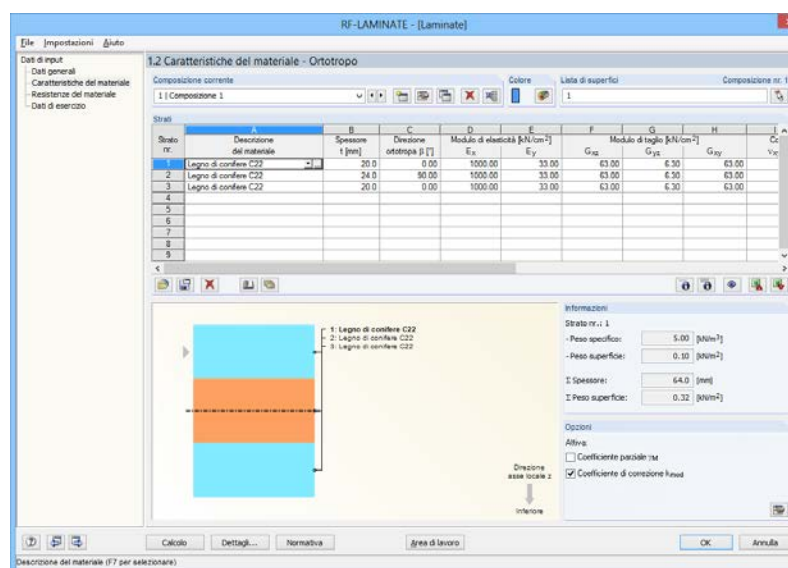 RF-LAMINATE - [Laminate]
File Impostazioni Aiuto
Dati di input
Dati generali
Caratteristiche del materiale
Resistenze del materiale
Dati di esercizio
1.2 Caratteristiche del materiale - Ortotropo
Composizione corrente
Colore
Lista di superfici
Composizione nr. 1
1 | Composizione 1
1
Strati
A B C D E F G H I
Strato Descrizione Spessore Direzione Modulo di elasticità [kN/cm²] Modulo di taglio [kN/cm²] Co
nr. del materiale t [mm] ortotropa β [°] Ex Ey Gxz Gyz Gxy νxy
1 Legno di conifere C22 20.0 0.00 1000.00 33.00 63.00 6.30 63.00
2 Legno di conifere C22 24.0 90.00 1000.00 33.00 63.00 6.30 63.00
3 Legno di conifere C22 20.0 0.00 1000.00 33.00 63.00 6.30 63.00
4
5
6
7
8
9
1: Legno di conifere C22
2: Legno di conifere C22
3: Legno di conifere C22
Direzione
asse locale z
Inferiore
Informazioni
Strato nr.: 1
- Peso specifico: 5.00 [kN/m³]
- Peso superficie: 0.10 [kN/m²]
Σ Spessore: 64.0 [mm]
Σ Peso superficie: 0.32 [kN/m²]
Opzioni
Attiva:
Coefficiente parziale γM
Coefficiente di correzione kmod
Calcolo Dettagli... Normativa Area di lavoro OK Annulla
Descrizione del materiale (F7 per selezionare)